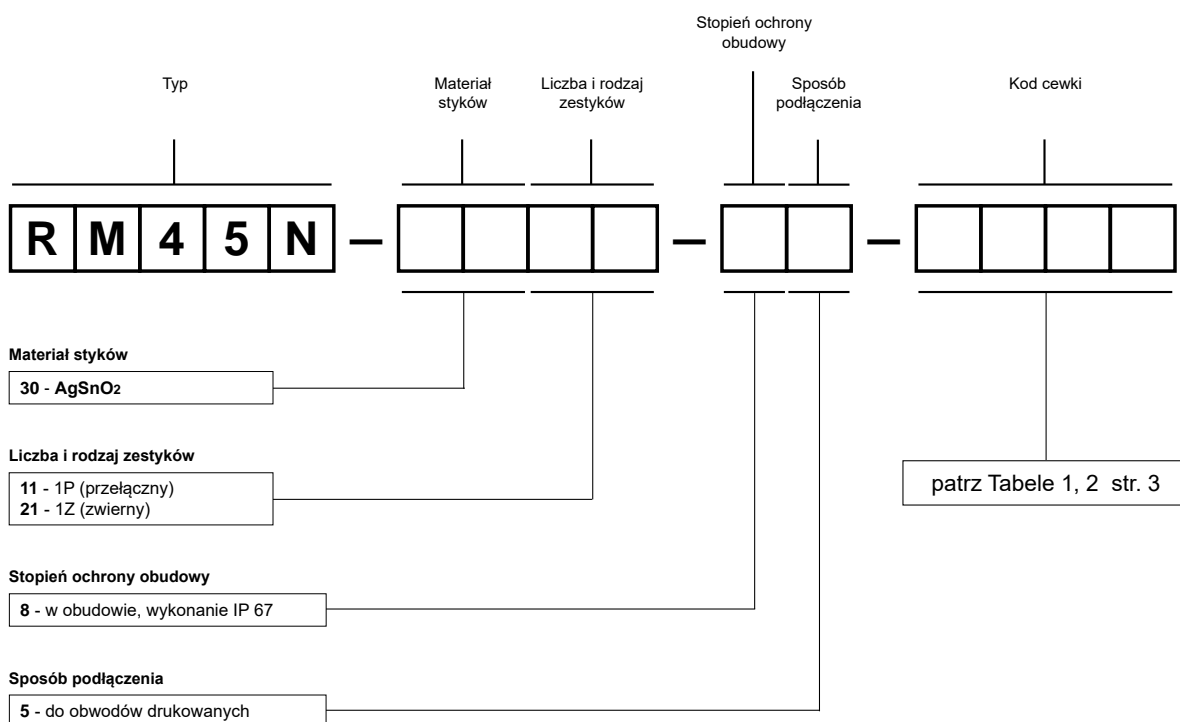 Stopień ochrony
obudowy
Typ
Materiał
styków
Liczba i rodzaj
zestyków
Sposób
podłączenia
Kod cewki
R M 4 5 N – – –
Materiał styków
30 - AgSnO2
Liczba i rodzaj zestyków
11 - 1P (przełączny)
21 - 1Z (zwierny)
patrz Tabele 1, 2 str. 3
Stopień ochrony obudowy
8 - w obudowie, wykonanie IP 67
Sposób podłączenia
5 - do obwodów drukowanych